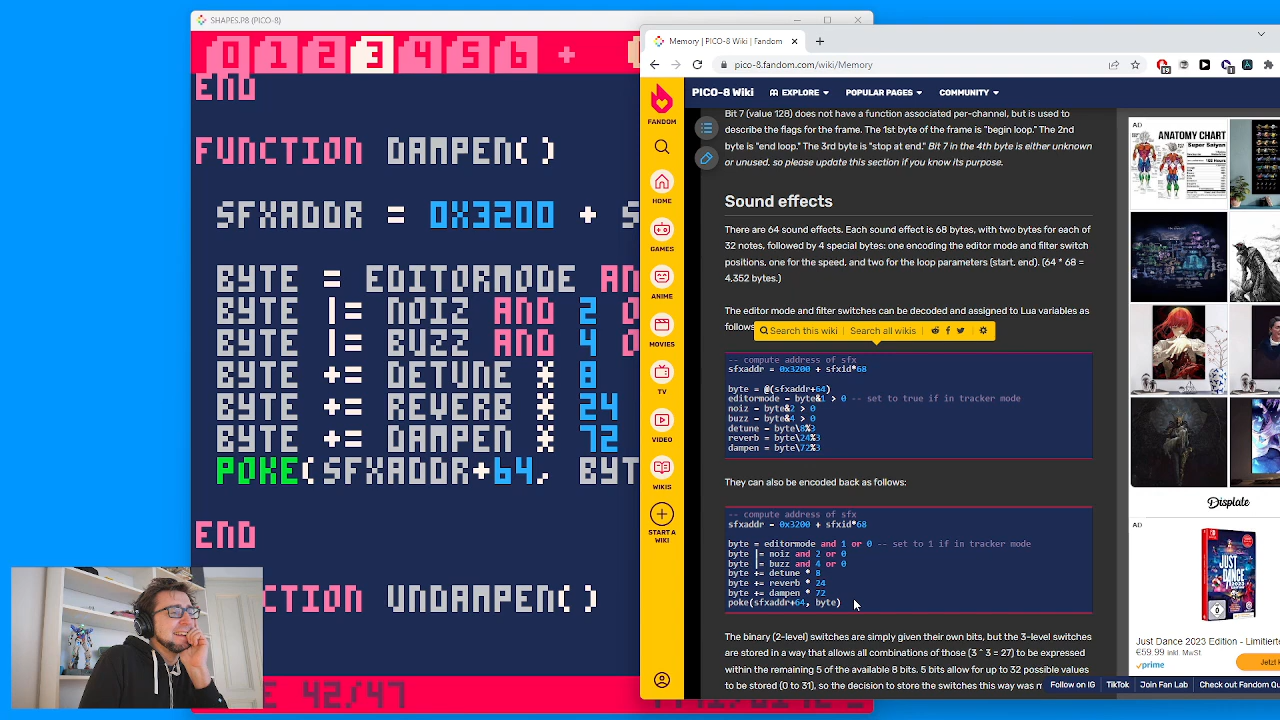 SHAPES.P8 (PICO-8)
0 1 2 3 4 5 6 +
END
FUNCTION DAMPEN()
SFXADDR = 0X3200 + S
BYTE = EDITORMODE AN
BYTE |= NOIZ AND 2 O
BYTE |= BUZZ AND 4 O
BYTE += DETUNE * 8
BYTE += REVERB * 24
BYTE += DAMPEN * 72
POKE(SFXADDR+64, BYT
END
CTION UNDAMPEN()
42/47
Memory | PICO-8 Wiki | Fandom
pico-8.fandom.com/wiki/Memory
19
1
FANDOM
HOME
GAMES
ANIME
MOVIES
TV
VIDEO
WIKIS
START A
WIKI
PICO-8 Wiki
EXPLORE
POPULAR PAGES
COMMUNITY
Bit 7 (value 128) does not have a function associated per-channel, but is used to
describe the flags for the frame. The 1st byte of the frame is "begin loop." The 2nd
byte is "end loop." The 3rd byte is "stop at end." Bit 7 in the 4th byte is either unknown
or unused, so please update this section if you know its purpose.
Sound effects
There are 64 sound effects. Each sound effect is 68 bytes, with two bytes for each of
32 notes, followed by 4 special bytes: one encoding the editor mode and filter switch
positions, one for the speed, and two for the loop parameters (start, end). (64 * 68 =
4,352 bytes.)
The editor mode and filter switches can be decoded and assigned to Lua variables as
follows
Search this wiki | Search all wikis
-- compute address of sfx
sfxaddr = 0x3200 + sfxid*68
byte = @(sfxaddr+64)
editormode = byte&1 > 0 -- set to true if in tracker mode
noiz = byte&2 > 0
buzz = byte&4 > 0
detune = byte\8%3
reverb = byte\24%3
dampen = byte\72%3
They can also be encoded back as follows:
-- compute address of sfx
sfxaddr = 0x3200 + sfxid*68
byte = editormode and 1 or 0 -- set to 1 if in tracker mode
byte |= noiz and 2 or 0
byte |= buzz and 4 or 0
byte += detune * 8
byte += reverb * 24
byte += dampen * 72
poke(sfxaddr+64, byte)
The binary (2-level) switches are simply given their own bits, but the 3-level switches
are stored in a way that allows all combinations of those (3 ^ 3 = 27) to be expressed
within the remaining 5 of the available 8 bits. 5 bits allow for up to 32 possible values
to be stored (0 to 31), so the decision to store the switches this way was m
Follow on IG
TikTok
Join Fan Lab
Check out Fandom Qu
AD
ANATOMY CHART
Super Saiyan
Displate
AD
JUST
DANCE
2023
Just Dance 2023 Edition - Limitierte
€59.99 inkl. MwSt
prime
Jetzt